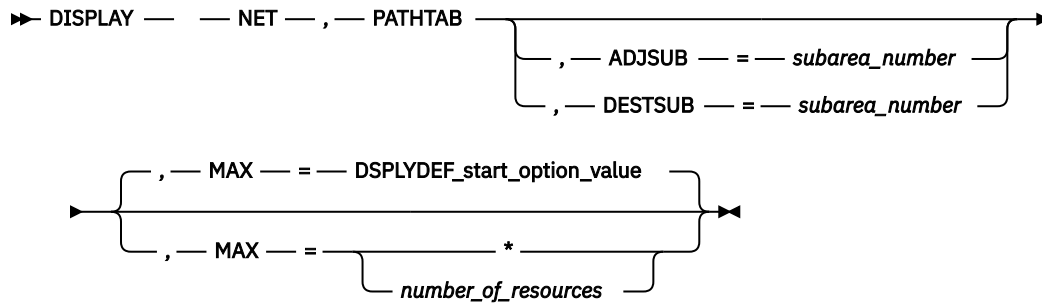 DISPLAY NET , PATHTAB
, ADJSUB = subarea_number
, DESTSUB = subarea_number
, MAX = DSPLYDEF_start_option_value
, MAX = *
number_of_resources